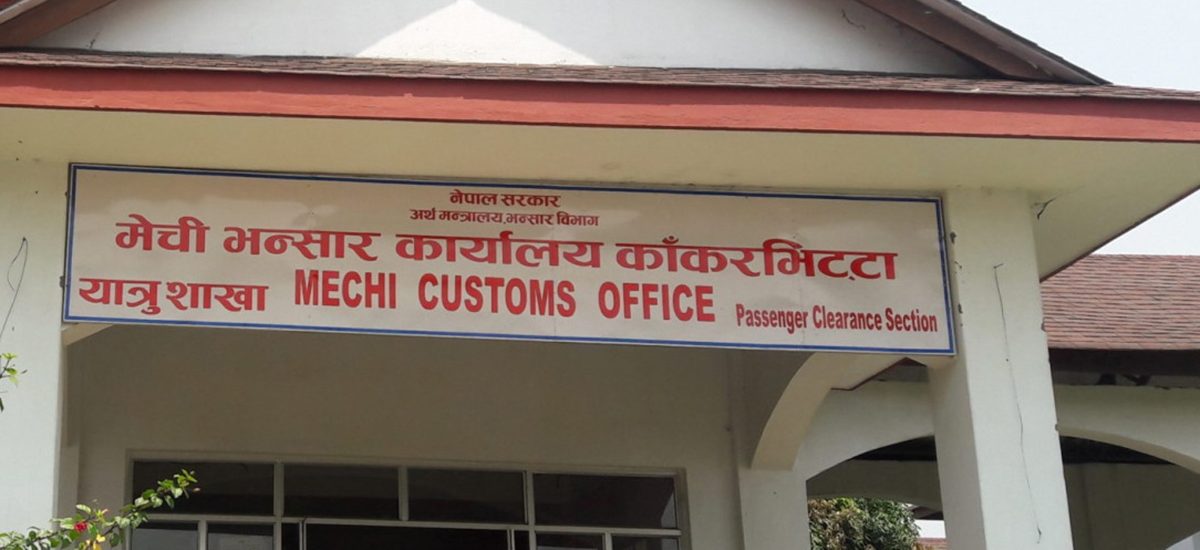 नेपाल सरकार
अर्थ मन्त्रालय, भन्सार विभाग
मेची भन्सार कार्यालय काँकरभिट्टा
यात्रु शाखा MECHI CUSTOMS OFFICE Passenger Clearance Section